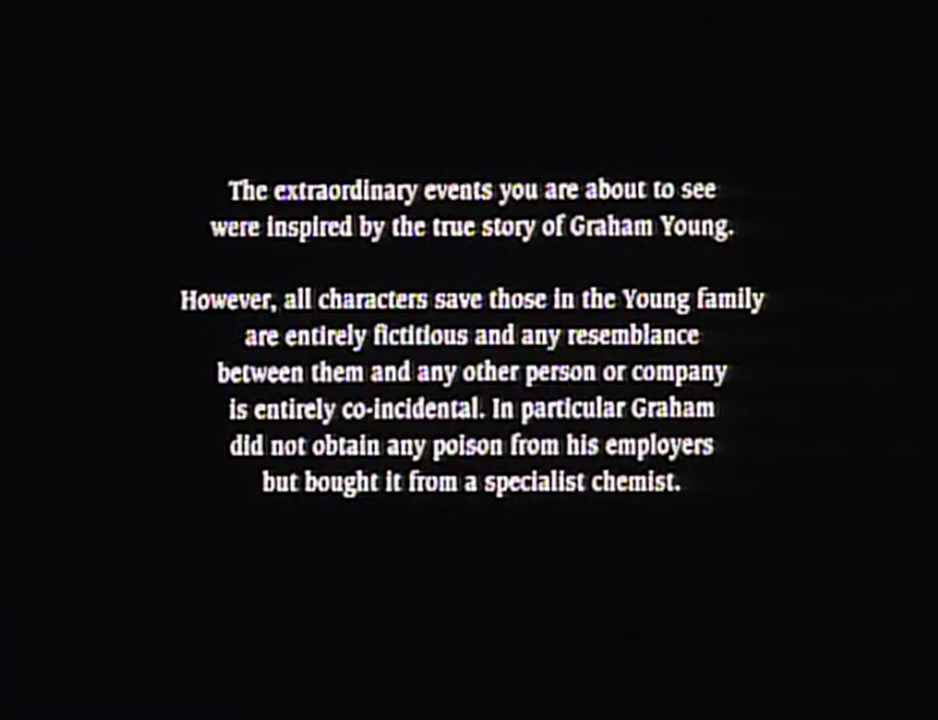 The extraordinary events you are about to see
were inspired by the true story of Graham Young.
However, all characters save those in the Young family
are entirely fictitious and any resemblance
between them and any other person or company
is entirely co-incidental. In particular Graham
did not obtain any poison from his employers
but bought it from a specialist chemist.